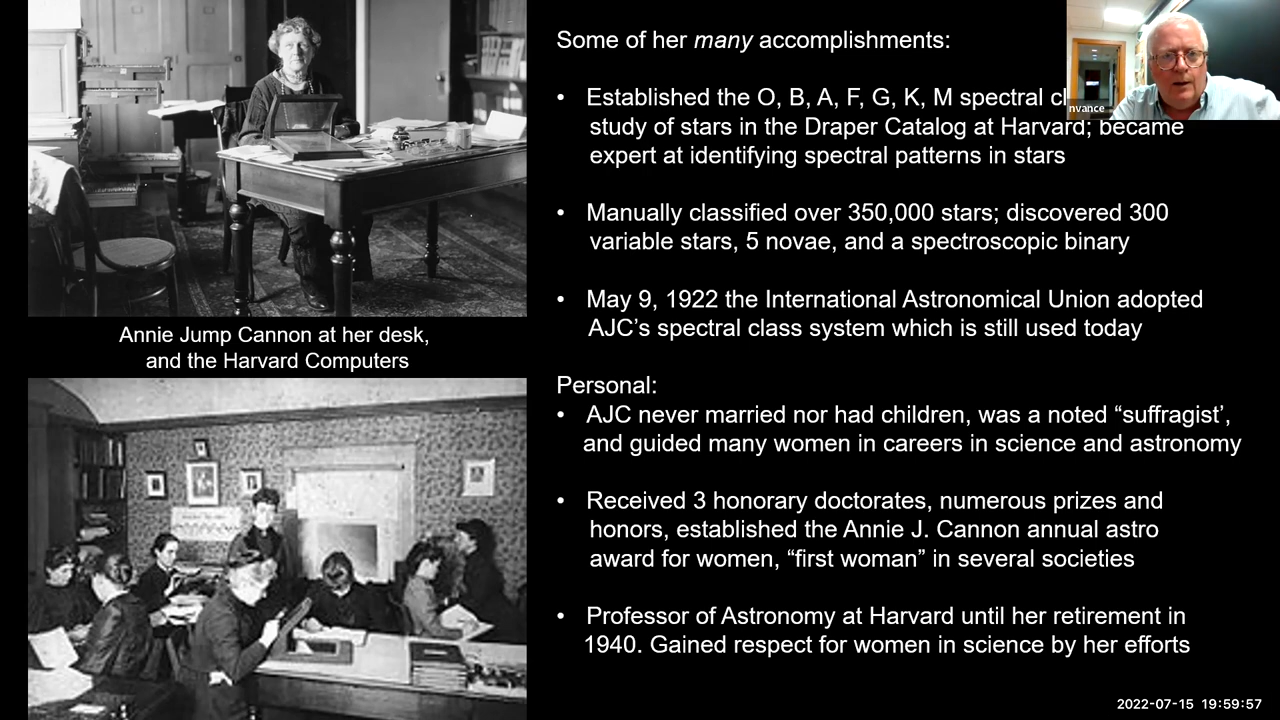 Some of her many accomplishments:
• Established the O, B, A, F, G, K, M spectral
study of stars in the Draper Catalog at Harvard; became
expert at identifying spectral patterns in stars
• Manually classified over 350,000 stars; discovered 300
variable stars, 5 novae, and a spectroscopic binary
• May 9, 1922 the International Astronomical Union adopted
AJC’s spectral class system which is still used today
Annie Jump Cannon at her desk,
and the Harvard Computers
Personal:
• AJC never married nor had children, was a noted “suffragist’,
and guided many women in careers in science and astronomy
• Received 3 honorary doctorates, numerous prizes and
honors, established the Annie J. Cannon annual astro
award for women, “first woman” in several societies
• Professor of Astronomy at Harvard until her retirement in
1940. Gained respect for women in science by her efforts
nvance
2022-07-15 19:59:57